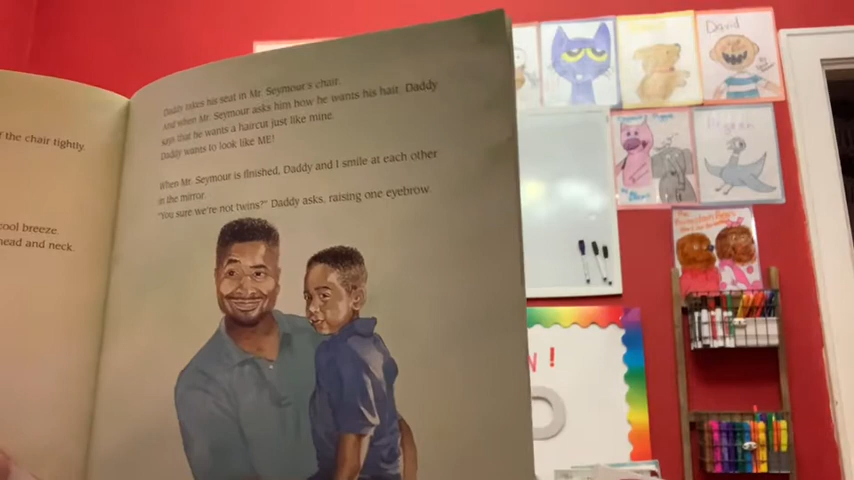 f the chair tightly.
cool breeze.
head and neck.
Daddy takes his seat in Mr. Seymour's chair.
And when Mr. Seymour asks him how he wants his hair, Daddy
says that he wants a haircut just like mine.
Daddy wants to look like ME!
When Mr. Seymour is finished, Daddy and I smile at each other
in the mirror.
"You sure we're not twins?" Daddy asks, raising one eyebrow.
David
N!